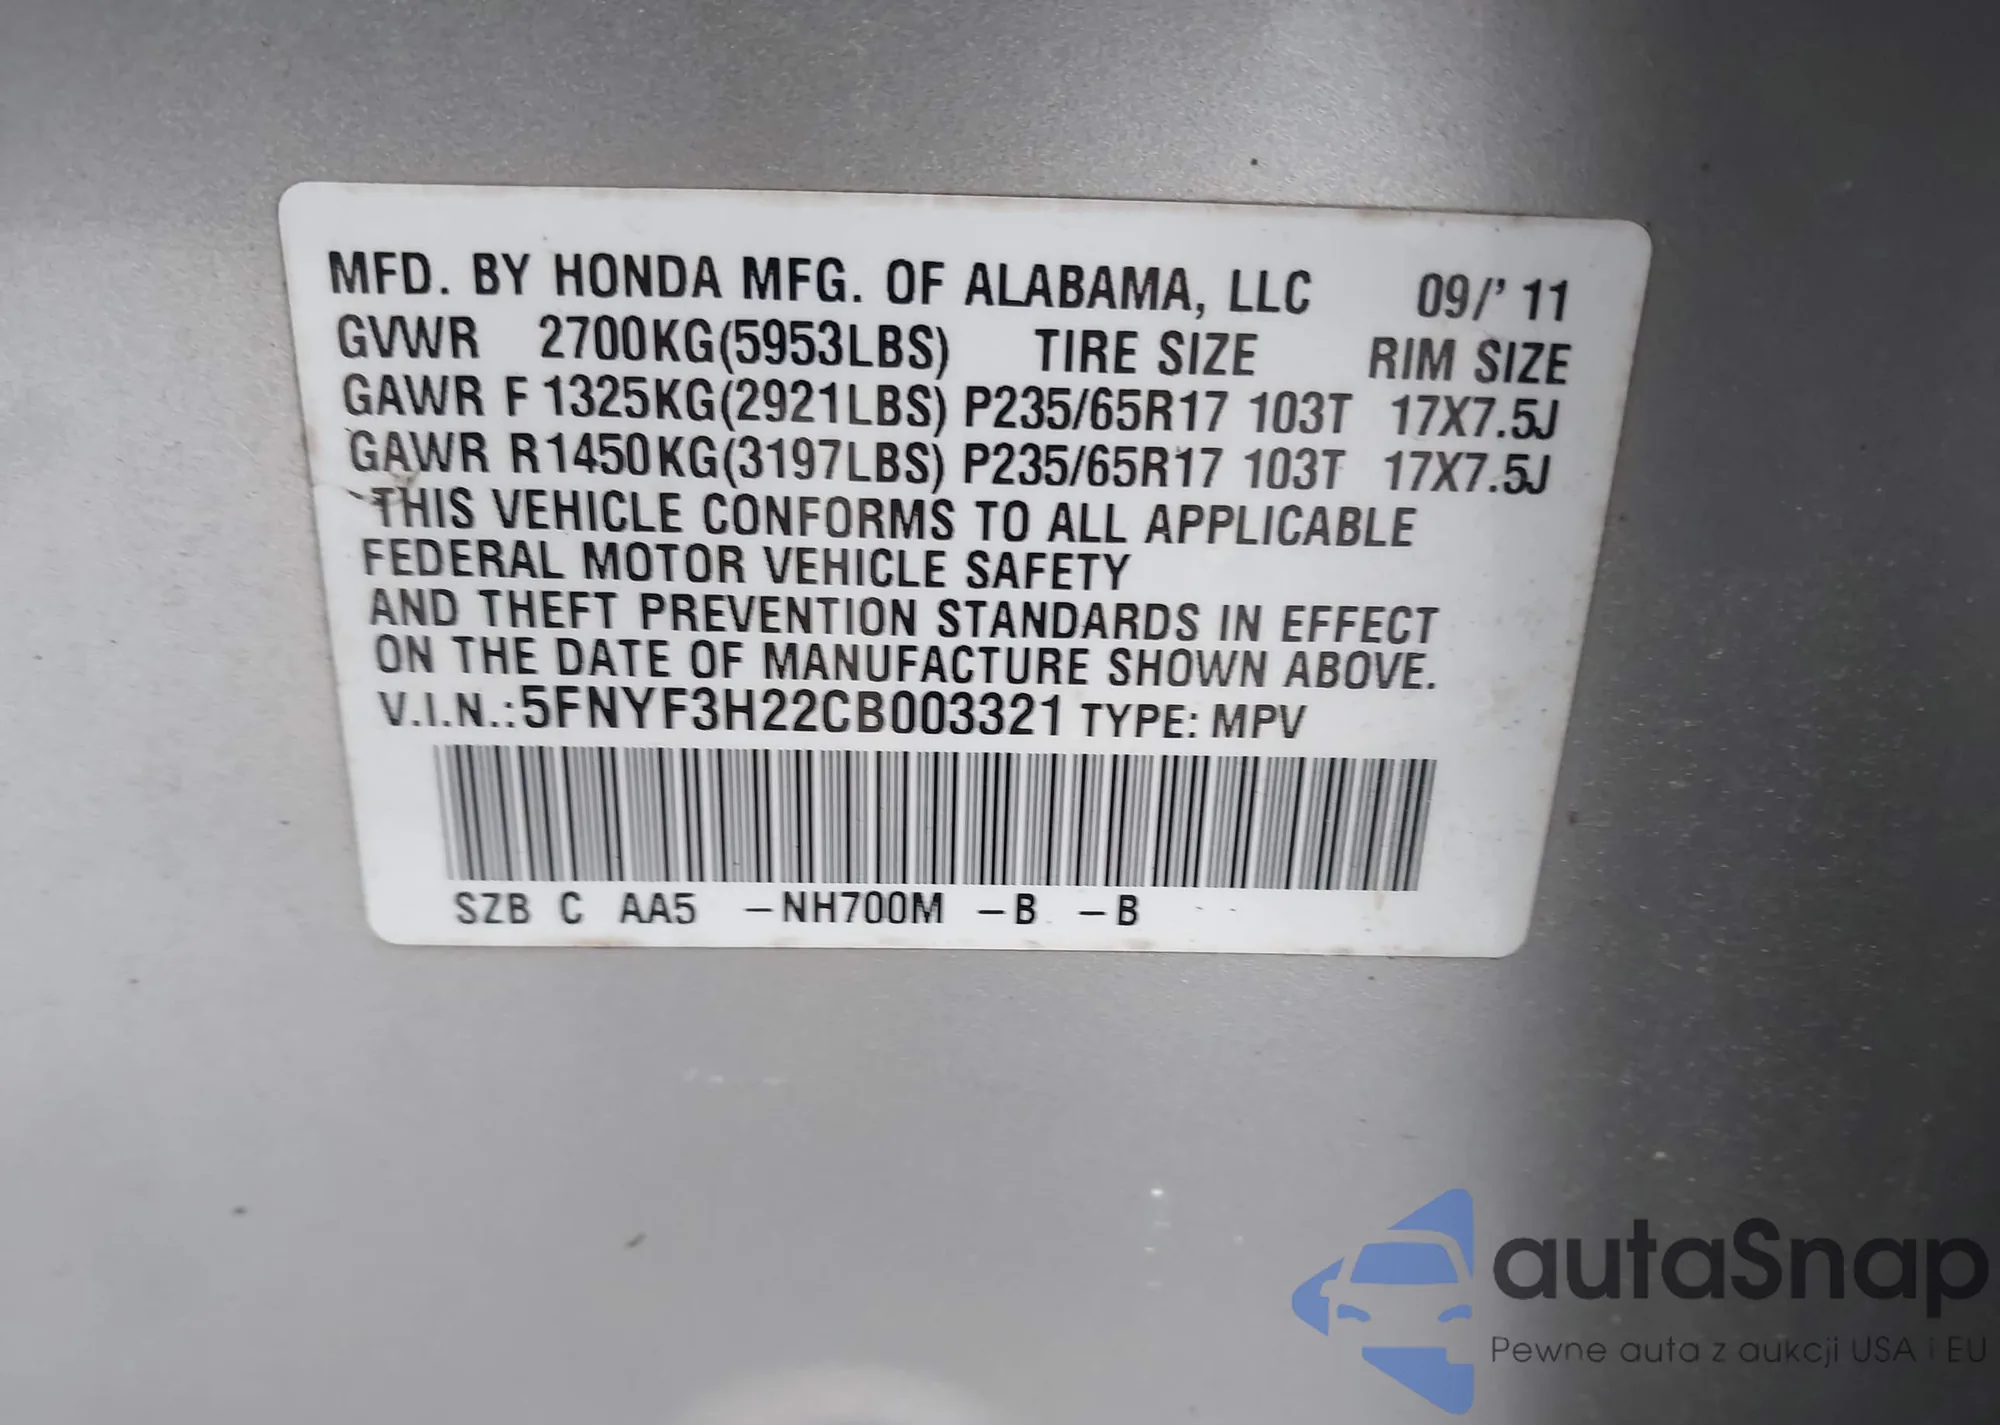 MFD. BY HONDA MFG. OF ALABAMA, LLC 09/' 11
GVWR 2700KG(5953LBS) TIRE SIZE RIM SIZE
GAWR F 1325KG(2921LBS) P235/65R17 103T 17X7.5J
GAWR R1450KG(3197LBS) P235/65R17 103T 17X7.5J
THIS VEHICLE CONFORMS TO ALL APPLICABLE
FEDERAL MOTOR VEHICLE SAFETY
AND THEFT PREVENTION STANDARDS IN EFFECT
ON THE DATE OF MANUFACTURE SHOWN ABOVE.
V.I.N.:5FNYF3H22CB003321 TYPE: MPV
SZB C AA5 –NH700M –B –B
autaSnap
Pewne auta z aukcji USA i EU